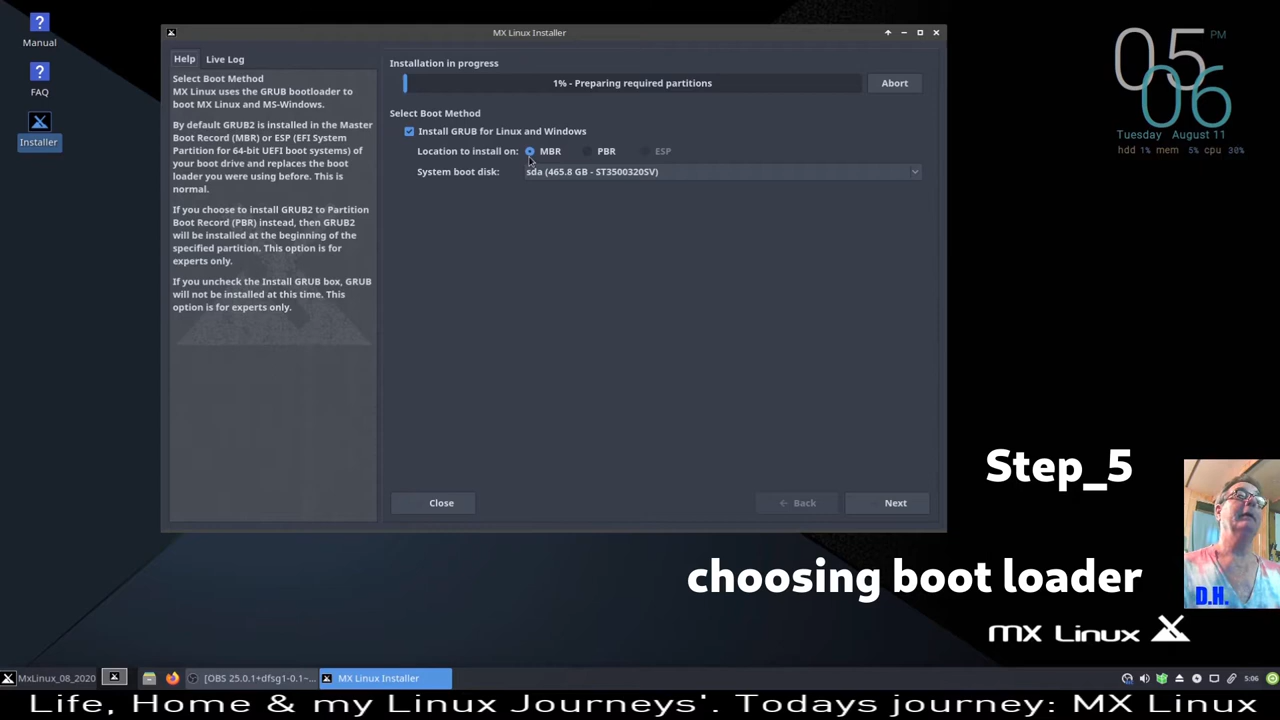 Manual
FAQ
Installer
MX Linux Installer
Help
Live Log
Select Boot Method
MX Linux uses the GRUB bootloader to
boot MX Linux and MS-Windows.
By default GRUB2 is installed in the Master
Boot Record (MBR) or ESP (EFI System
Partition for 64-bit UEFI boot systems) of
your boot drive and replaces the boot
loader you were using before. This is
normal.
If you choose to install GRUB2 to Partition
Boot Record (PBR) instead, then GRUB2
will be installed at the beginning of the
specified partition. This option is for
experts only.
If you uncheck the Install GRUB box, GRUB
will not be installed at this time. This
option is for experts only.
Installation in progress
1% - Preparing required partitions
Abort
Select Boot Method
Install GRUB for Linux and Windows
Location to install on: MBR PBR ESP
System boot disk: sda (465.8 GB - ST3500320SV)
Close
Back
Next
05 PM
06
Tuesday August 11
hdd 1% mem 5% cpu 30%
Step_5
choosing boot loader
D.H.
MX Linux
MxLinux_08_2020
[OBS 25.0.1+dfsg1-0.1~...
MX Linux Installer
5:06
Life, Home & my Linux Journeys'. Todays journey: MX Linux